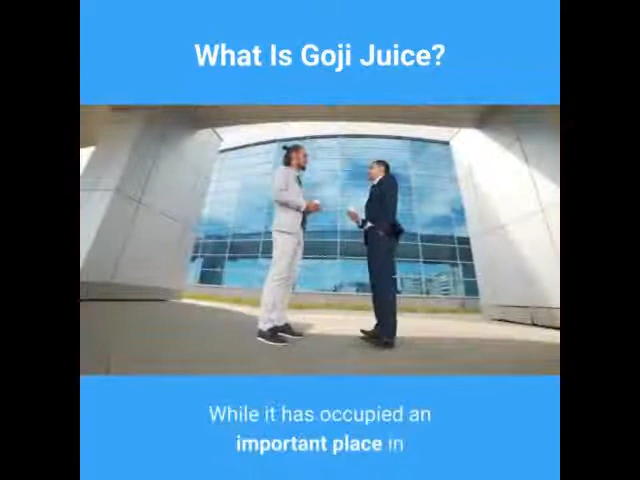 What Is Goji Juice?
While it has occupied an
important place in